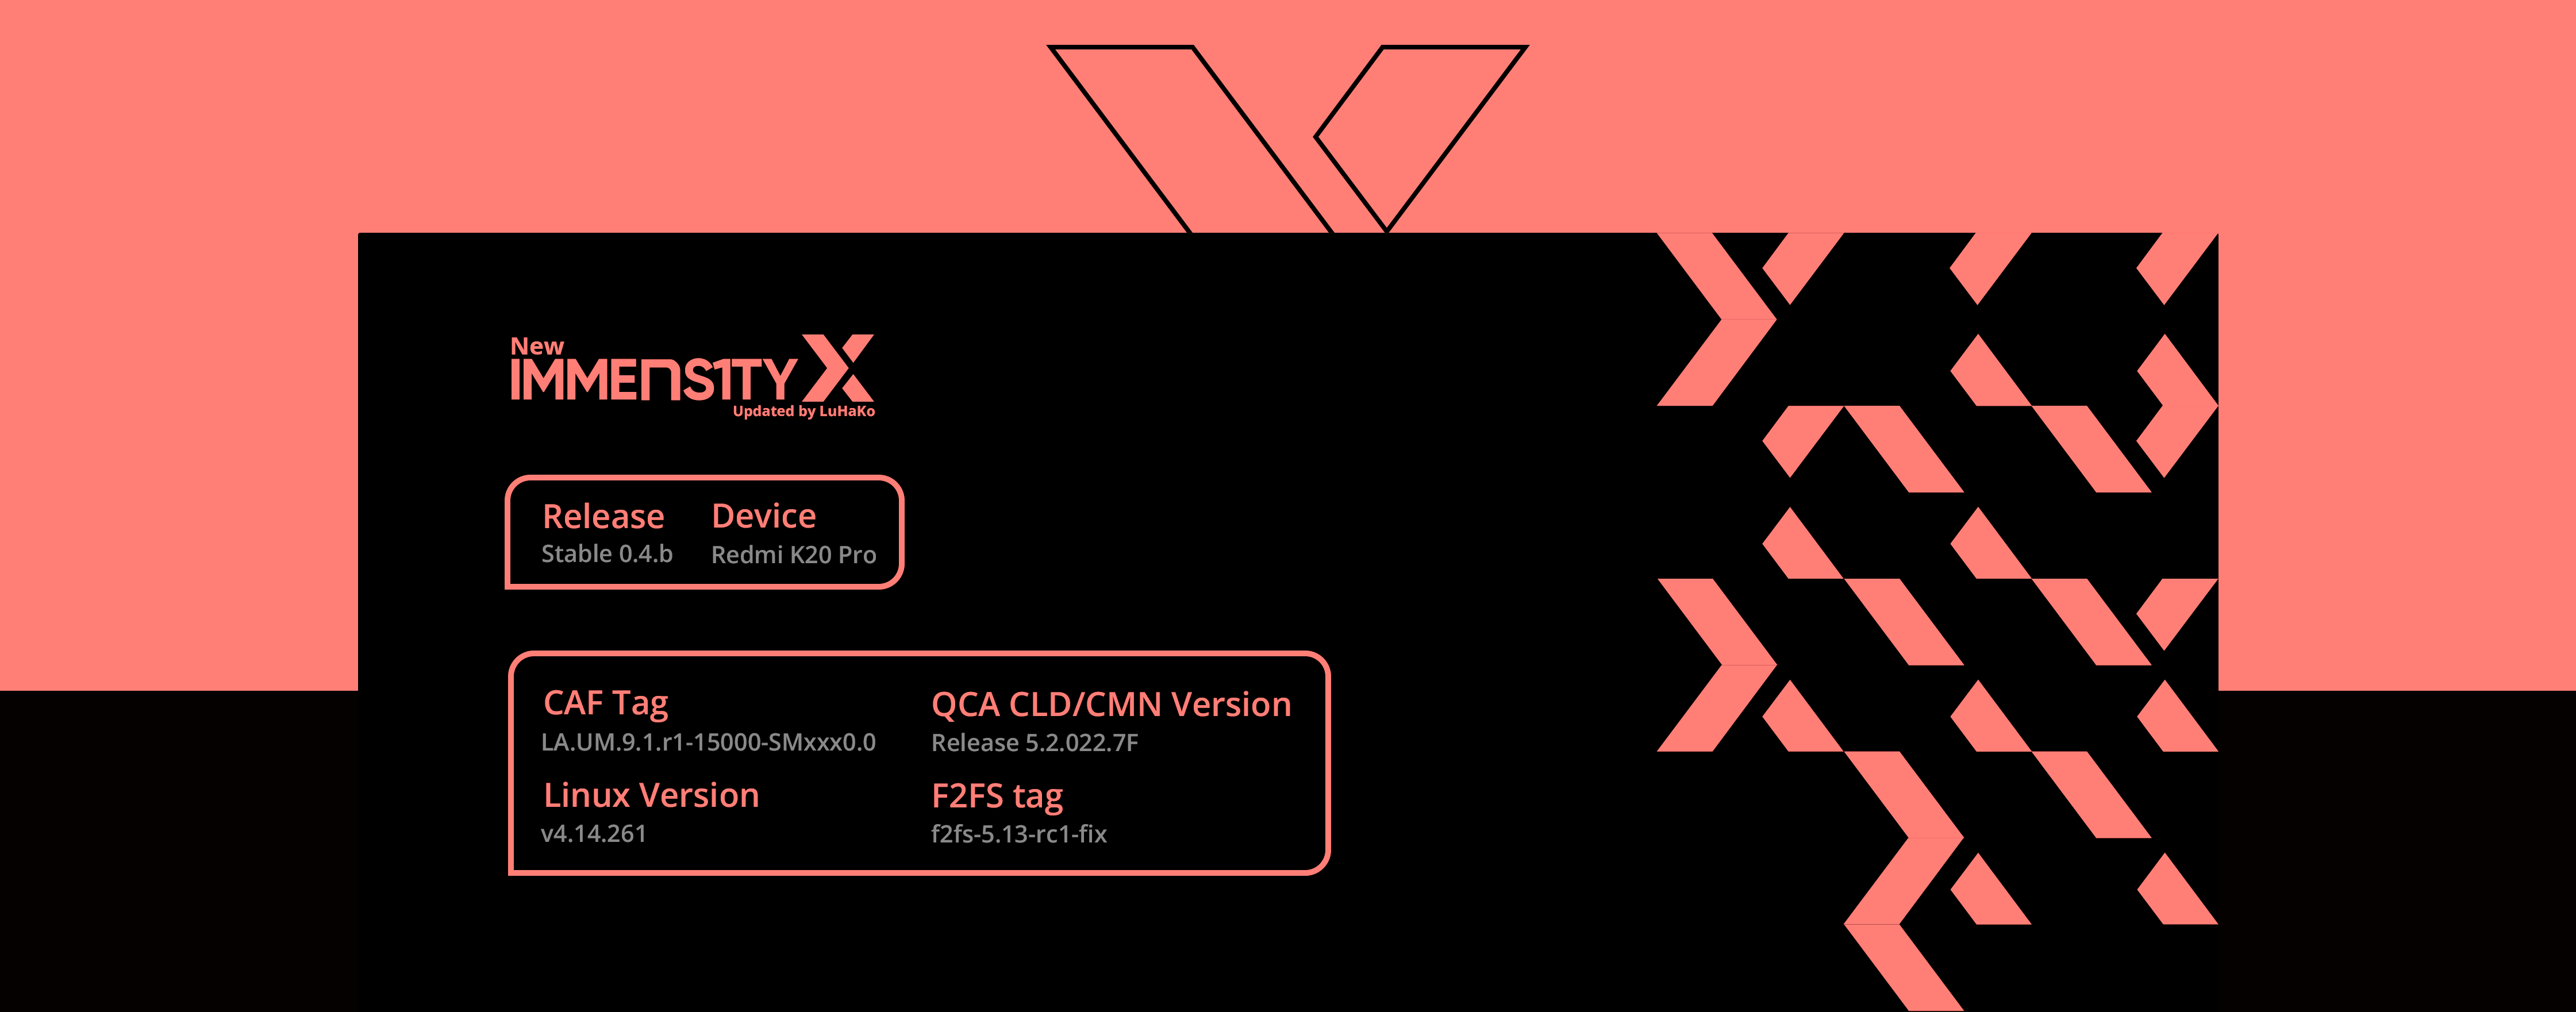 New
IMMENS1TY X
Updated by LuHaKo
Release
Device
Stable 0.4.b
Redmi K20 Pro
CAF Tag
QCA CLD/CMN Version
LA.UM.9.1.r1-15000-SMxxx0.0
Release 5.2.022.7F
Linux Version
F2FS tag
v4.14.261
f2fs-5.13-rc1-fix